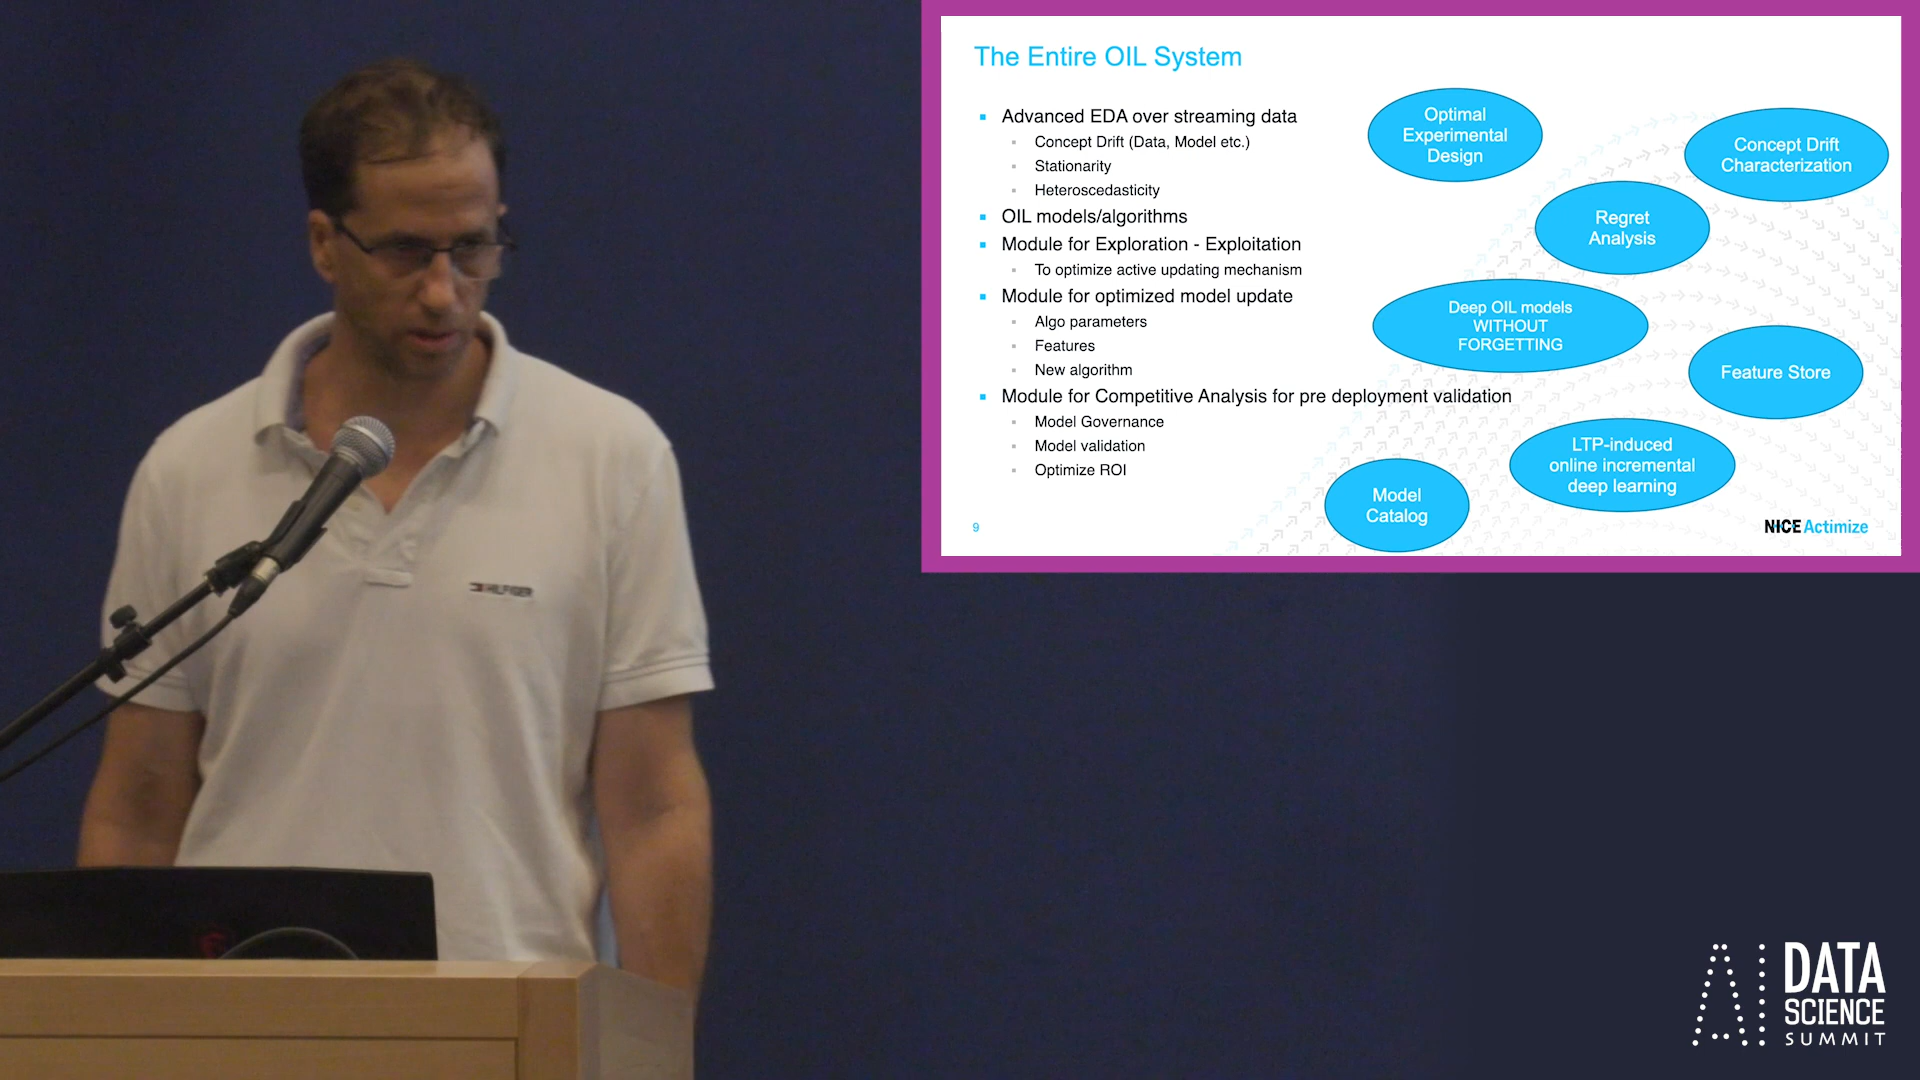 The Entire OIL System
Advanced EDA over streaming data
Concept Drift (Data, Model etc.)
Stationarity
Heteroscedasticity
OIL models/algorithms
Module for Exploration - Exploitation
To optimize active updating mechanism
Module for optimized model update
Algo parameters
Features
New algorithm
Module for Competitive Analysis for pre deployment validation
Model Governance
Model validation
Optimize ROI
Optimal
Experimental
Design
Concept Drift
Characterization
Regret
Analysis
Deep OIL models
WITHOUT
FORGETTING
Feature Store
LTP-induced
online incremental
deep learning
Model
Catalog
9
NICE Actimize
HILFIGER
AI DATA
SCIENCE
SUMMIT